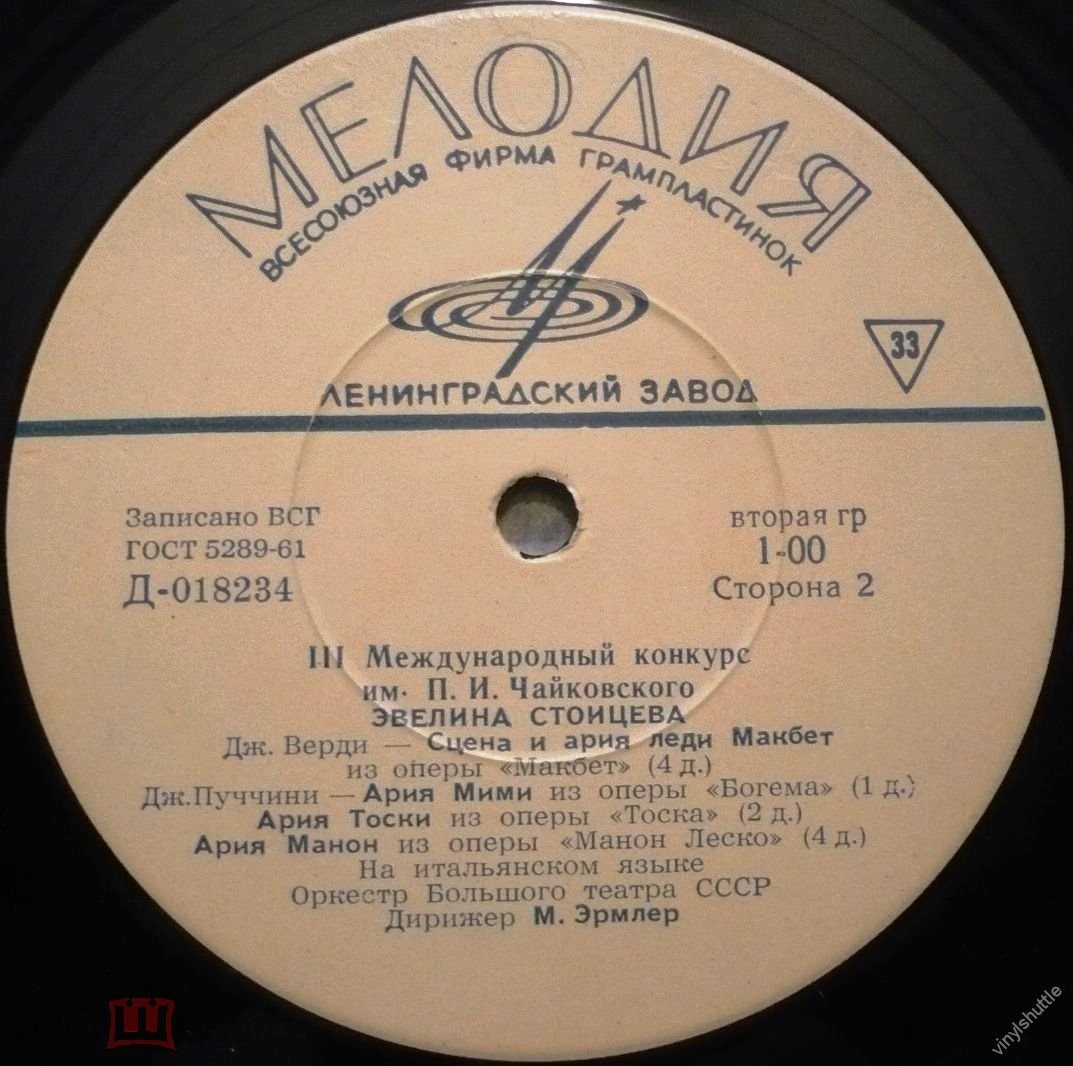 МЕЛОДИЯ
ВСЕСОЮЗНАЯ ФИРМА ГРАМПЛАСТИНОК
33
ЛЕНИНГРАДСКИЙ ЗАВОД
Записано ВСГ
ГОСТ 5289-61
Д-018234
вторая гр
1-00
Сторона 2
III Международный конкурс
им. П. И. Чайковского
ЭВЕЛИНА СТОИЦЕВА
Дж. Верди — Сцена и ария леди Макбет
из оперы «Макбет» (4 д.)
Дж.Пуччини — Ария Мими из оперы «Богема» (1 д.)
Ария Тоски из оперы «Тоска» (2 д.)
Ария Манон из оперы «Манон Леско» (4 д.)
На итальянском языке
Оркестр Большого театра СССР
Дирижер М. Эрмлер
vinylshuttle